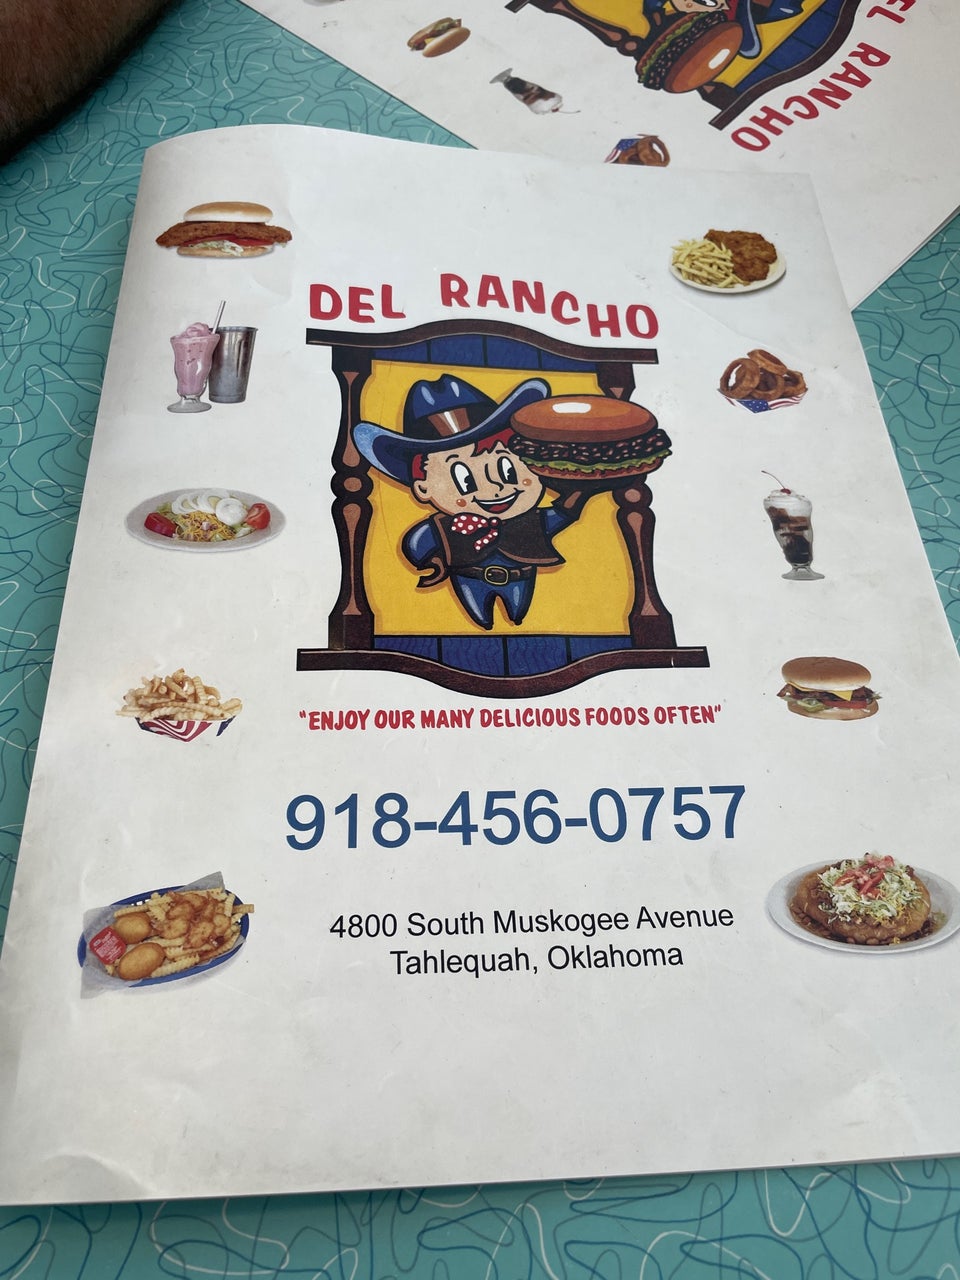 EL RANCHO
DEL RANCHO
"ENJOY OUR MANY DELICIOUS FOODS OFTEN"
918-456-0757
4800 South Muskogee Avenue
Tahlequah, Oklahoma